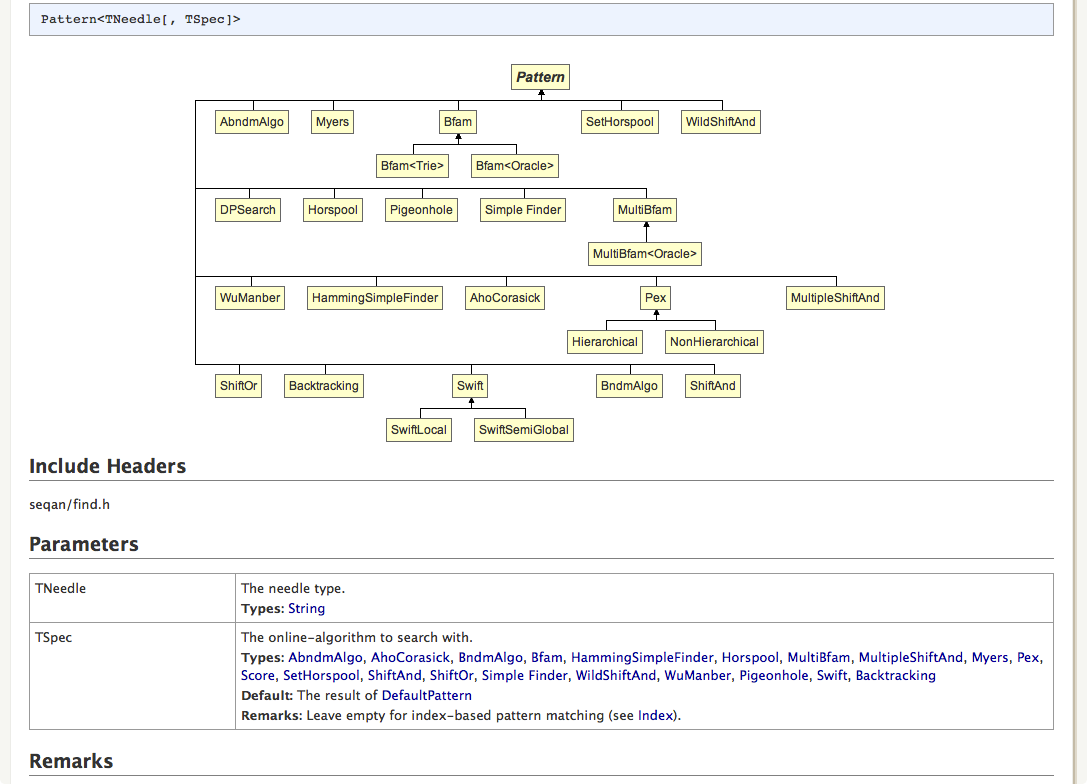 Pattern<TNeedle[, TSpec]>
Pattern
AbndmAlgo Myers Bfam SetHorspool WildShiftAnd
Bfam<Trie> Bfam<Oracle>
DPSearch Horspool Pigeonhole Simple Finder MultiBfam
MultiBfam<Oracle>
WuManber HammingSimpleFinder AhoCorasick Pex MultipleShiftAnd
Hierarchical NonHierarchical
ShiftOr Backtracking Swift BndmAlgo ShiftAnd
SwiftLocal SwiftSemiGlobal
Include Headers
seqan/find.h
Parameters
TNeedle The needle type.
Types: String
TSpec The online-algorithm to search with.
Types: AbndmAlgo, AhoCorasick, BndmAlgo, Bfam, HammingSimpleFinder, Horspool, MultiBfam, MultipleShiftAnd, Myers, Pex,
Score, SetHorspool, ShiftAnd, ShiftOr, Simple Finder, WildShiftAnd, WuManber, Pigeonhole, Swift, Backtracking
Default: The result of DefaultPattern
Remarks: Leave empty for index-based pattern matching (see Index).
Remarks